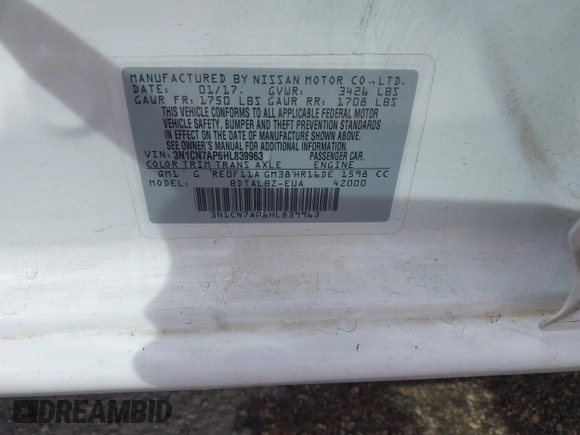 MANUFACTURED BY NISSAN MOTOR CO.,LTD.
DATE: 01/17. GVWR: 3426 LBS
GAWR FR: 1750 LBS GAWR RR: 1708 LBS
THIS VEHICLE CONFORMS TO ALL APPLICABLE FEDERAL MOTOR
VEHICLE SAFETY, BUMPER AND THEFT PREVENTION STANDARDS
IN EFFECT ON THE DATE OF MANUFACTURE SHOWN ABOVE.
SEE OWNER'S MANUAL FOR ADDITIONAL INFORMATION.
VIN: 3N1CN7AP6HL839963 PASSENGER CAR.
COLOR TRIM TRANS AXLE ENGINE
QM1 G RE0F11A GM38 HR16DE 1598 CC
MODEL: BDTALBZ-EUA 42000
3N1CN7AP6HL839963
DREAMBID